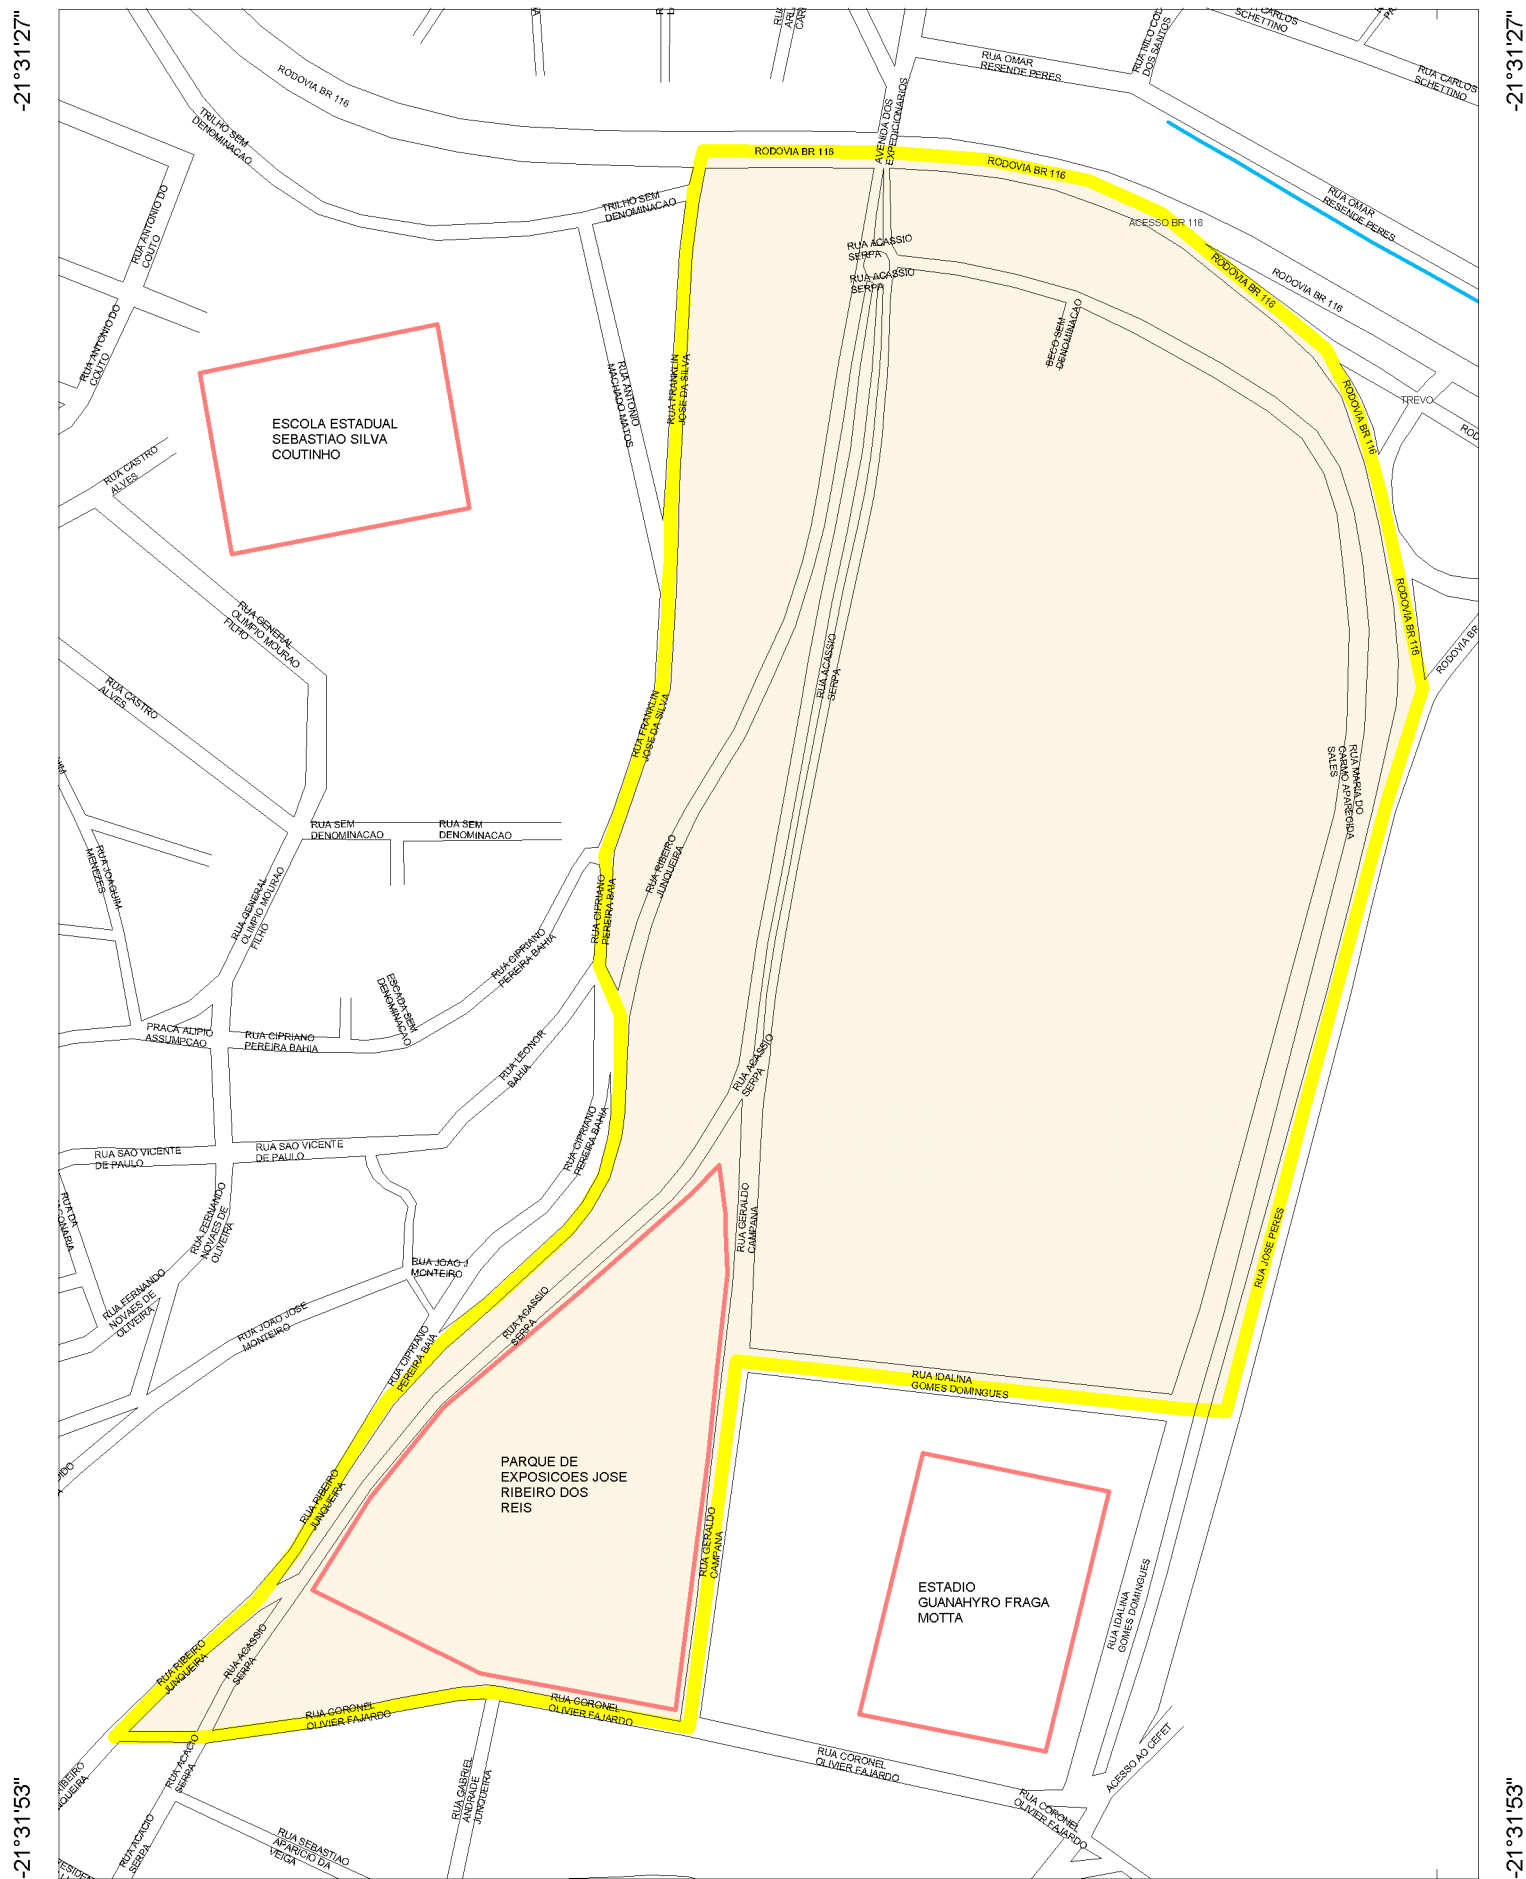 -21°31'27"
-21°31'27"
RODOVIA BR 116
TRILHO SEM
DENOMINACAO
RUA OMAR
RESENDE PERES
RUA NILO COD
DOS SANTOS
CARLOS
SCHETTINO
RUA CARLOS
SCHETTINO
AVENIDA DOS
EXPEDICIONARIOS
RODOVIA BR 116
RODOVIA BR 116
ACESSO BR 116
RUA OMAR
RESENDE PERES
RUA ANTONIO DO
COUTO
TRILHO SEM
DENOMINACAO
RUA ACASSIO
SERPA
RUA ACASSIO
SERPA
RODOVIA BR 116
RODOVIA BR 116
RUA ANTONIO DO
COUTO
BECO SEM
DENOMINACAO
RUA FRANKLIN
JOSE DA SILVA
RUA ANTONIO
MACHADO MATOS
ESCOLA ESTADUAL
SEBASTIAO SILVA
COUTINHO
RODOVIA BR 116
TREVO
ROD
RUA CASTRO
ALVES
RUA GENERAL
OLIMPIO MOURAO
FILHO
RODOVIA BR 116
RODOVIA BR
RUA ACASSIO
SERPA
RUA CASTRO
ALVES
RUA FRANKLIN
JOSE DA SILVA
RUA MARIA DO
CARMO APARECIDA
SALES
RUA SEM
DENOMINACAO
RUA SEM
DENOMINACAO
RUA JOAQUIM
MENEZES
RUA GENERAL
OLIMPIO MOURAO
FILHO
RUA RIBEIRO
JUNQUEIRA
RUA CIPRIANO
PEREIRA BAIA
RUA CIPRIANO
PEREIRA BAHIA
ESCADA SEM
DENOMINACAO
PRACA ALIPIO
ASSUMPCAO
RUA CIPRIANO
PEREIRA BAHIA
RUA LEONOR
BAHIA
RUA ACASSIO
SERPA
RUA CIPRIANO
PEREIRA BAHIA
RUA SAO VICENTE
DE PAULO
RUA SAO VICENTE
DE PAULO
RUA DA
RUA FERNANDO
NOVAES DE
OLIVEIRA
RUA GERALDO
CAMPANA
RUA JOSE PERES
RUA JOAO J
MONTEIRO
RUA FERNANDO
NOVAES DE
OLIVEIRA
RUA JOAO JOSE
MONTEIRO
RUA ACASSIO
SERPA
RUA CIPRIANO
PEREIRA BAIA
RUA IDALINA
GOMES DOMINGUES
PARQUE DE
EXPOSICOES JOSE
RIBEIRO DOS
REIS
RUA RIBEIRO
JUNQUEIRA
RUA GERALDO
CAMPANA
ESTADIO
GUANAHYRO FRAGA
MOTTA
RUA IDALINA
GOMES DOMINGUES
RUA RIBEIRO
JUNQUEIRA
RUA ACASSIO
SERPA
RUA CORONEL
OLIVIER FAJARDO
RUA CORONEL
OLIVIER FAJARDO
RUA CORONEL
OLIVIER FAJARDO
ACESSO AO CEFET
RUA ACACIO
SERPA
RIBEIRO
NQUEIRA
RUA GABRIEL
ANDRADE
JUNQUEIRA
RUA CORONEL
OLIVIER FAJARDO
RUA ACACIO
SERPA
RUA SEBASTIAO
APARICIO DA
VEIGA
-21°31'53"
-21°31'53"